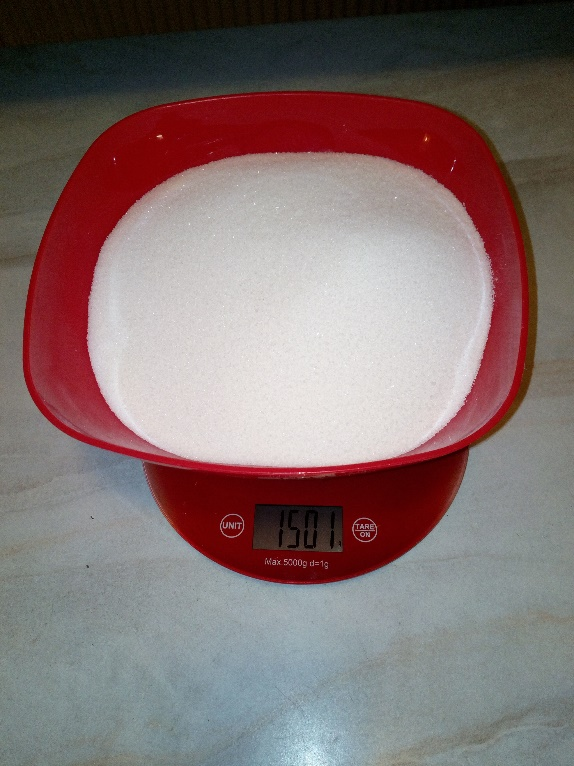 UNIT
1501
TARE
ON
Max.5000g d=1g